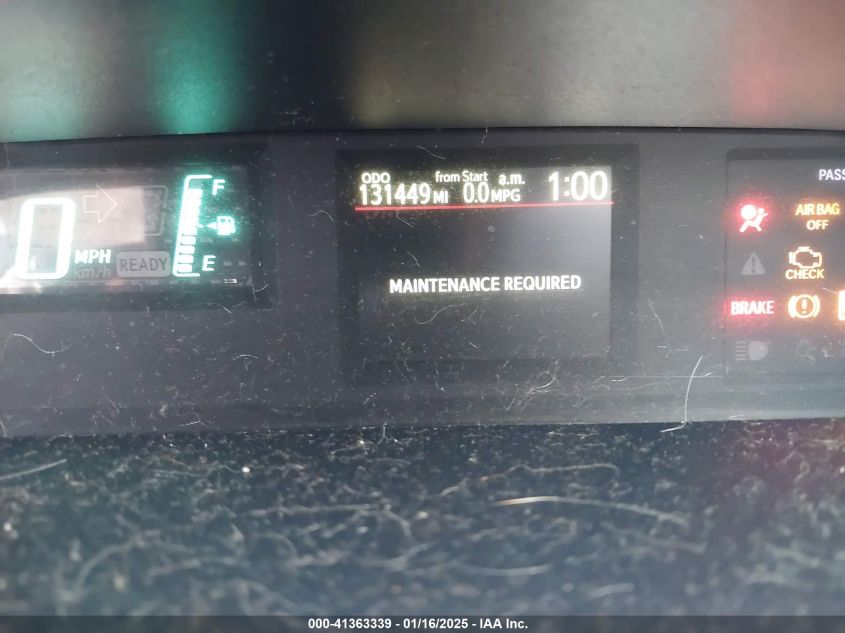 0 MPH
km/h
READY
F
E
ODO from Start a.m.
131449 MI 0.0 MPG 1:00
MAINTENANCE REQUIRED
PASS
AIR BAG
OFF
CHECK
BRAKE
000-41363339 - 01/16/2025 - IAA Inc.